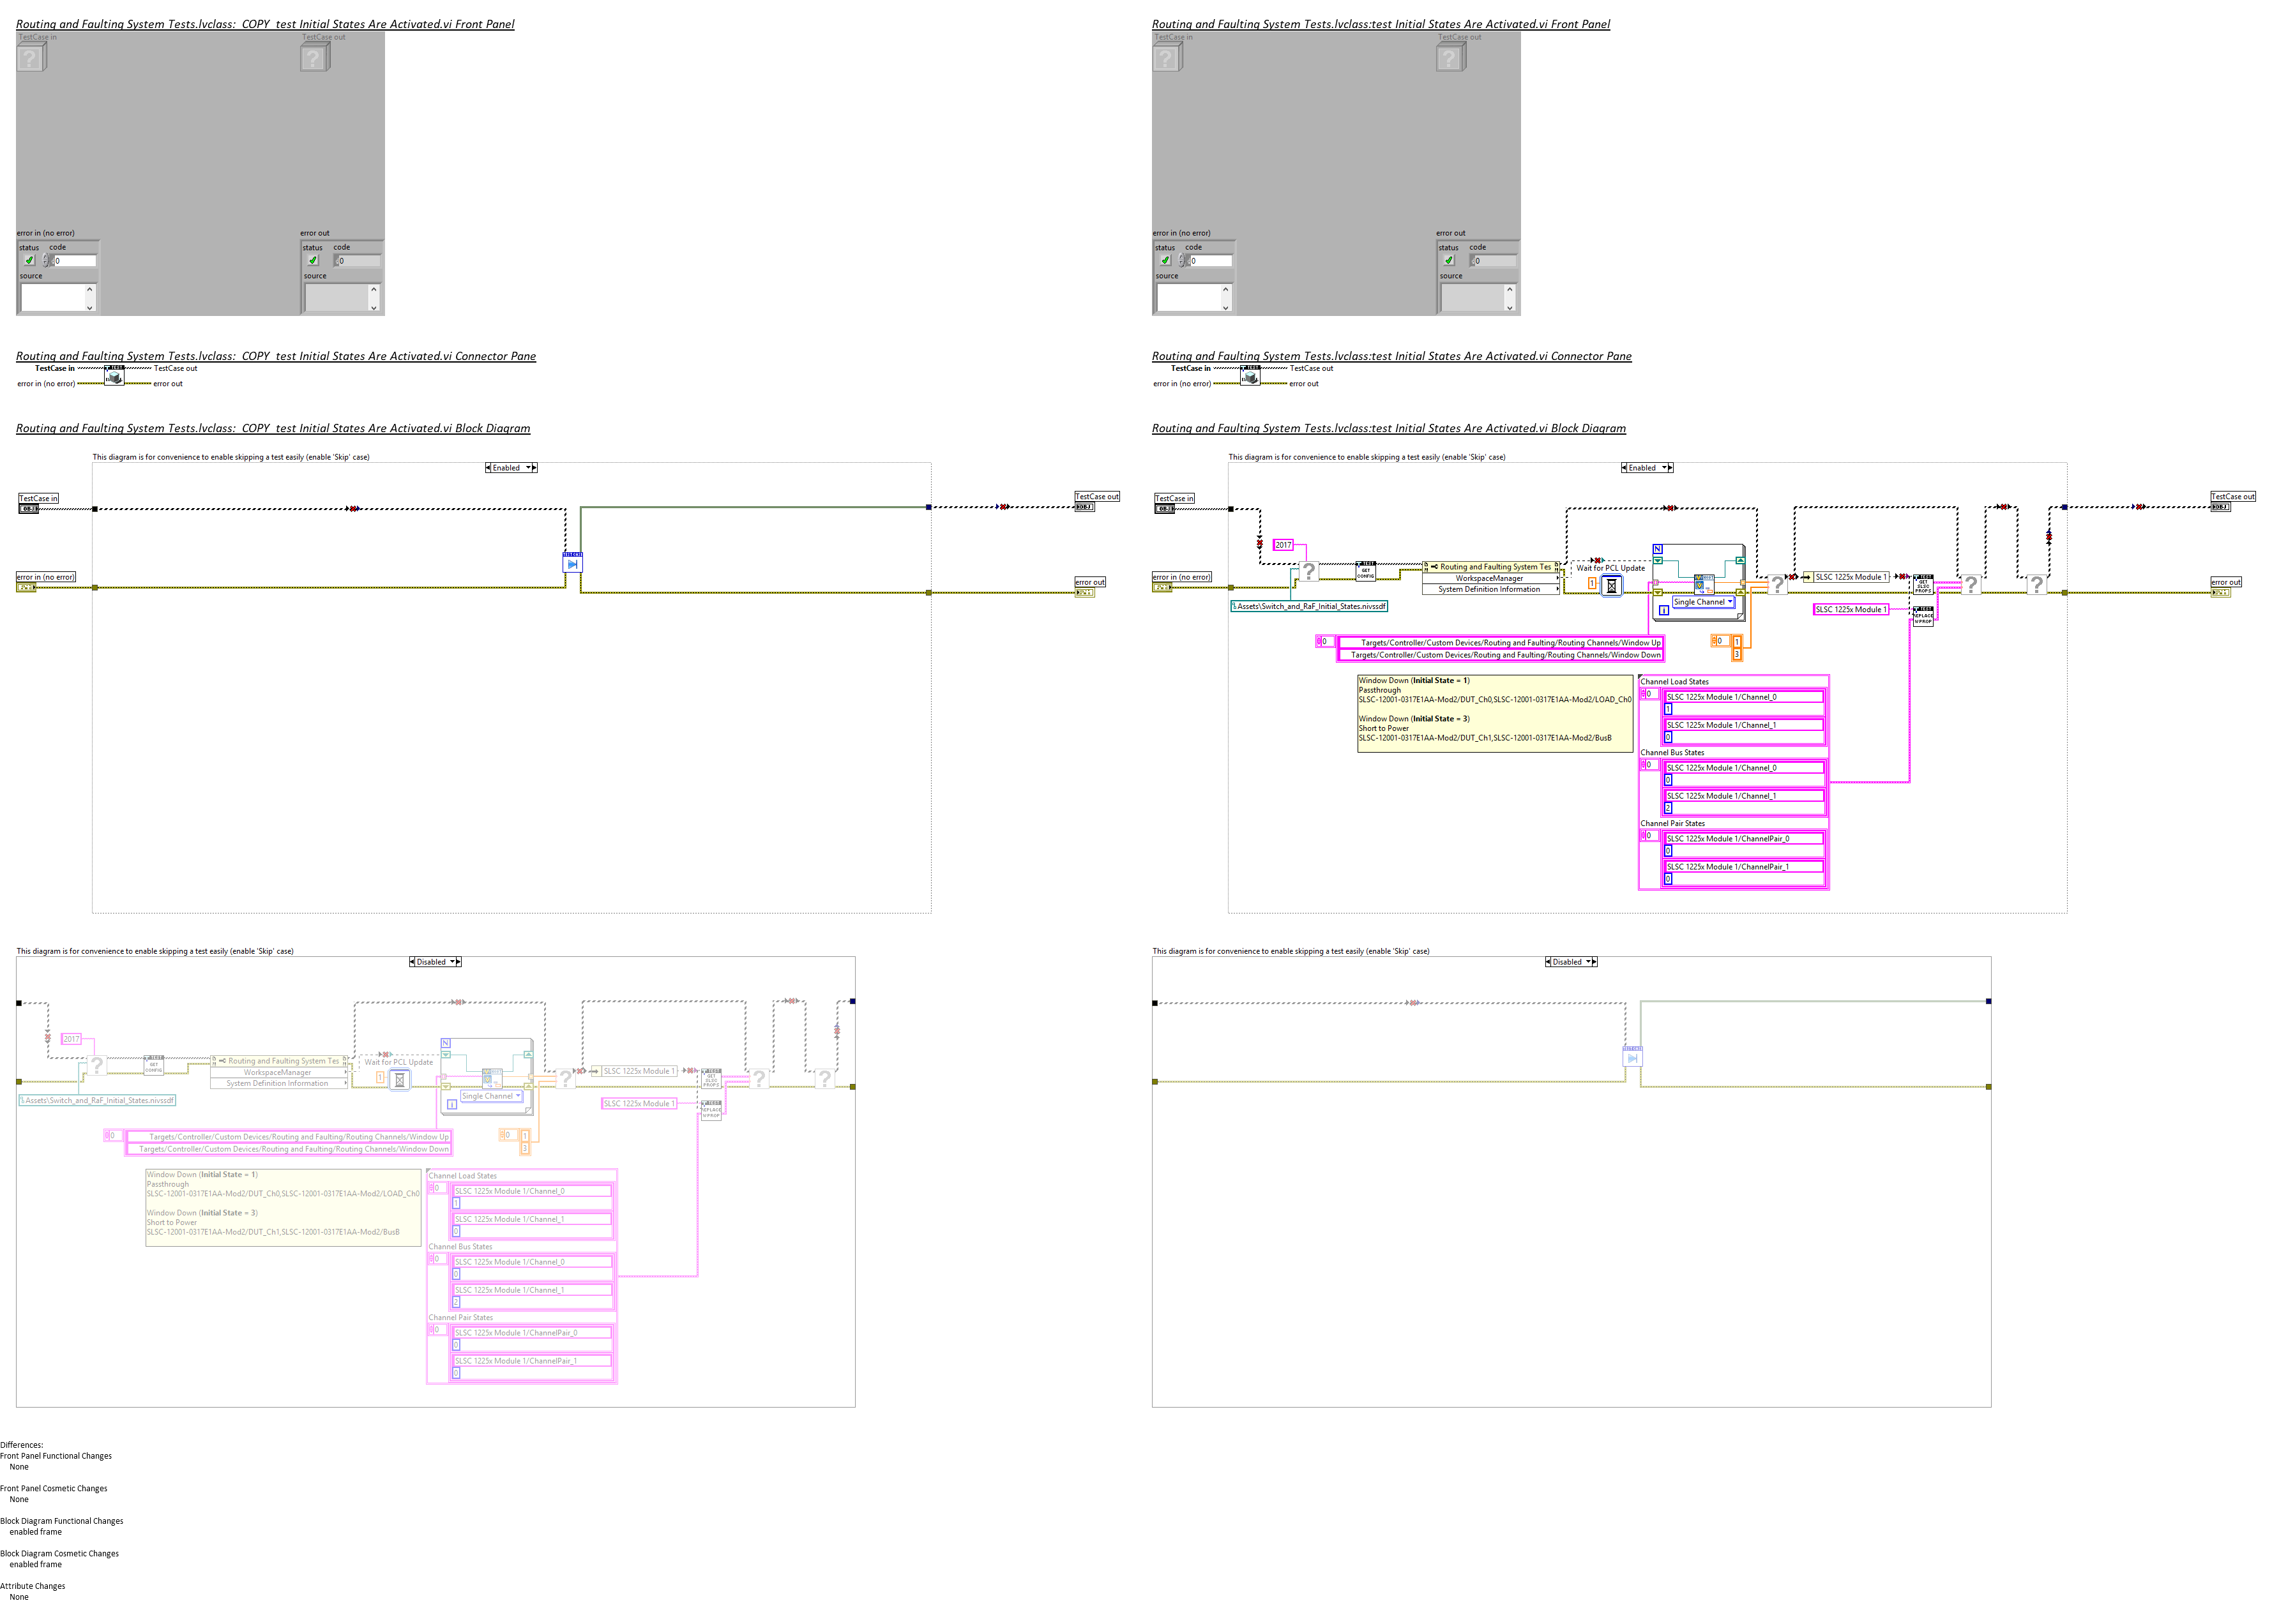 Routing and Faulting System Tests.lvclass:_COPY_test Initial States Are Activated.vi Front Panel
TestCase in
TestCase out
error in (no error)
status code
0
source
error out
status code
0
source
Routing and Faulting System Tests.lvclass:_COPY_test Initial States Are Activated.vi Connector Pane
TestCase in
TestCase out
error in (no error)
error out
Routing and Faulting System Tests.lvclass:_COPY_test Initial States Are Activated.vi Block Diagram
This diagram is for convenience to enable skipping a test easily (enable 'Skip' case)
Enabled
TestCase in
OBJ
TestCase out
OBJ
error in (no error)
error out
This diagram is for convenience to enable skipping a test easily (enable 'Skip' case)
Disabled
2017
TEST
GET
CONFIG
Routing and Faulting System Tes
WorkspaceManager
System Definition Information
Assets\Switch_and_RaF_Initial_States.nivssdf
Wait for PCL Update
1
N
i
Single Channel
SLSC 1225x Module 1
GET
SLSC
PROPS
SLSC 1225x Module 1
0
Targets/Controller/Custom Devices/Routing and Faulting/Routing Channels/Window Up
Targets/Controller/Custom Devices/Routing and Faulting/Routing Channels/Window Down
0
1
3
Window Down (Initial State = 1)
Passthrough
SLSC-12001-0317E1AA-Mod2/DUT_Ch0,SLSC-12001-0317E1AA-Mod2/LOAD_Ch0
Window Down (Initial State = 3)
Short to Power
SLSC-12001-0317E1AA-Mod2/DUT_Ch1,SLSC-12001-0317E1AA-Mod2/BusB
Channel Load States
0
SLSC 1225x Module 1/Channel_0
1
SLSC 1225x Module 1/Channel_1
0
Channel Bus States
0
SLSC 1225x Module 1/Channel_0
0
SLSC 1225x Module 1/Channel_1
2
Channel Pair States
0
SLSC 1225x Module 1/ChannelPair_0
0
SLSC 1225x Module 1/ChannelPair_1
0
Differences:
Front Panel Functional Changes
None
Front Panel Cosmetic Changes
None
Block Diagram Functional Changes
enabled frame
Block Diagram Cosmetic Changes
enabled frame
Attribute Changes
None
Routing and Faulting System Tests.lvclass:test Initial States Are Activated.vi Front Panel
TestCase in
TestCase out
error in (no error)
status code
0
source
error out
status code
0
source
Routing and Faulting System Tests.lvclass:test Initial States Are Activated.vi Connector Pane
TestCase in
TestCase out
error in (no error)
error out
Routing and Faulting System Tests.lvclass:test Initial States Are Activated.vi Block Diagram
This diagram is for convenience to enable skipping a test easily (enable 'Skip' case)
Enabled
TestCase in
OBJ
TestCase out
OBJ
error in (no error)
error out
2017
TEST
GET
CONFIG
Routing and Faulting System Tes
WorkspaceManager
System Definition Information
Assets\Switch_and_RaF_Initial_States.nivssdf
Wait for PCL Update
1
N
i
Single Channel
SLSC 1225x Module 1
TEST
GET
SLSC
PROPS
SLSC 1225x Module 1
TEST
0
Targets/Controller/Custom Devices/Routing and Faulting/Routing Channels/Window Up
Targets/Controller/Custom Devices/Routing and Faulting/Routing Channels/Window Down
0
1
3
Window Down (Initial State = 1)
Passthrough
SLSC-12001-0317E1AA-Mod2/DUT_Ch0,SLSC-12001-0317E1AA-Mod2/LOAD_Ch0
Window Down (Initial State = 3)
Short to Power
SLSC-12001-0317E1AA-Mod2/DUT_Ch1,SLSC-12001-0317E1AA-Mod2/BusB
Channel Load States
0
SLSC 1225x Module 1/Channel_0
1
SLSC 1225x Module 1/Channel_1
0
Channel Bus States
0
SLSC 1225x Module 1/Channel_0
0
SLSC 1225x Module 1/Channel_1
2
Channel Pair States
0
SLSC 1225x Module 1/ChannelPair_0
0
SLSC 1225x Module 1/ChannelPair_1
0
This diagram is for convenience to enable skipping a test easily (enable 'Skip' case)
Disabled